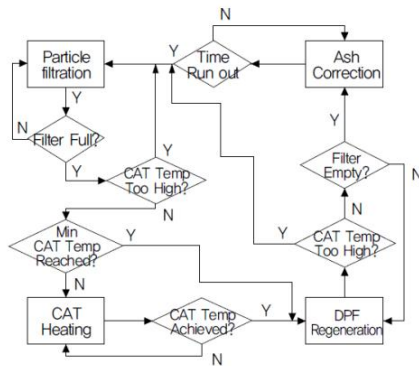 N
Particle
filtration
Y
Time
Run out
Ash
Correction
Y
N
Filter Full?
Y
Y
CAT Temp
Too High?
N
Y
Filter
Empty?
N
Min
CAT Temp
Reached?
Y
N
Y
CAT Temp
Too High?
N
CAT
Heating
CAT Temp
Achieved?
Y
N
DPF
Regeneration